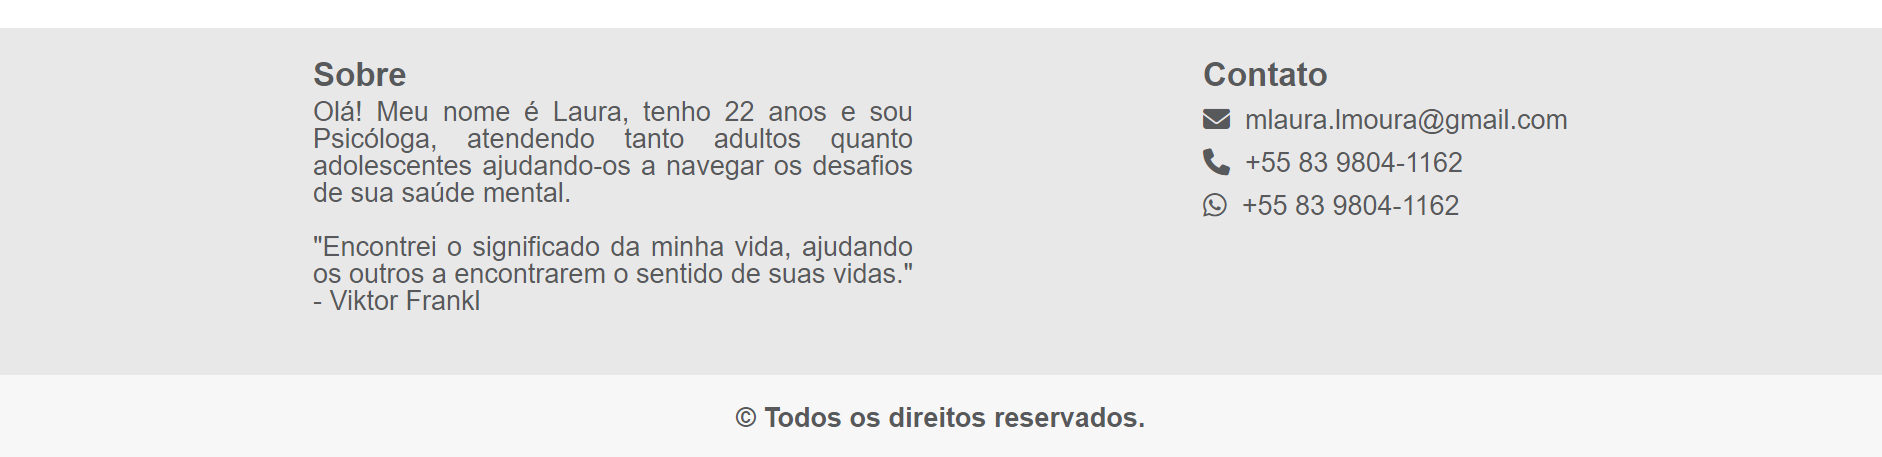 Sobre
Olá! Meu nome é Laura, tenho 22 anos e sou
Psicóloga, atendendo tanto adultos quanto
adolescentes ajudando-os a navegar os desafios
de sua saúde mental.
"Encontrei o significado da minha vida, ajudando
os outros a encontrarem o sentido de suas vidas."
- Viktor Frankl
Contato
mlaura.lmoura@gmail.com
+55 83 9804-1162
+55 83 9804-1162
© Todos os direitos reservados.